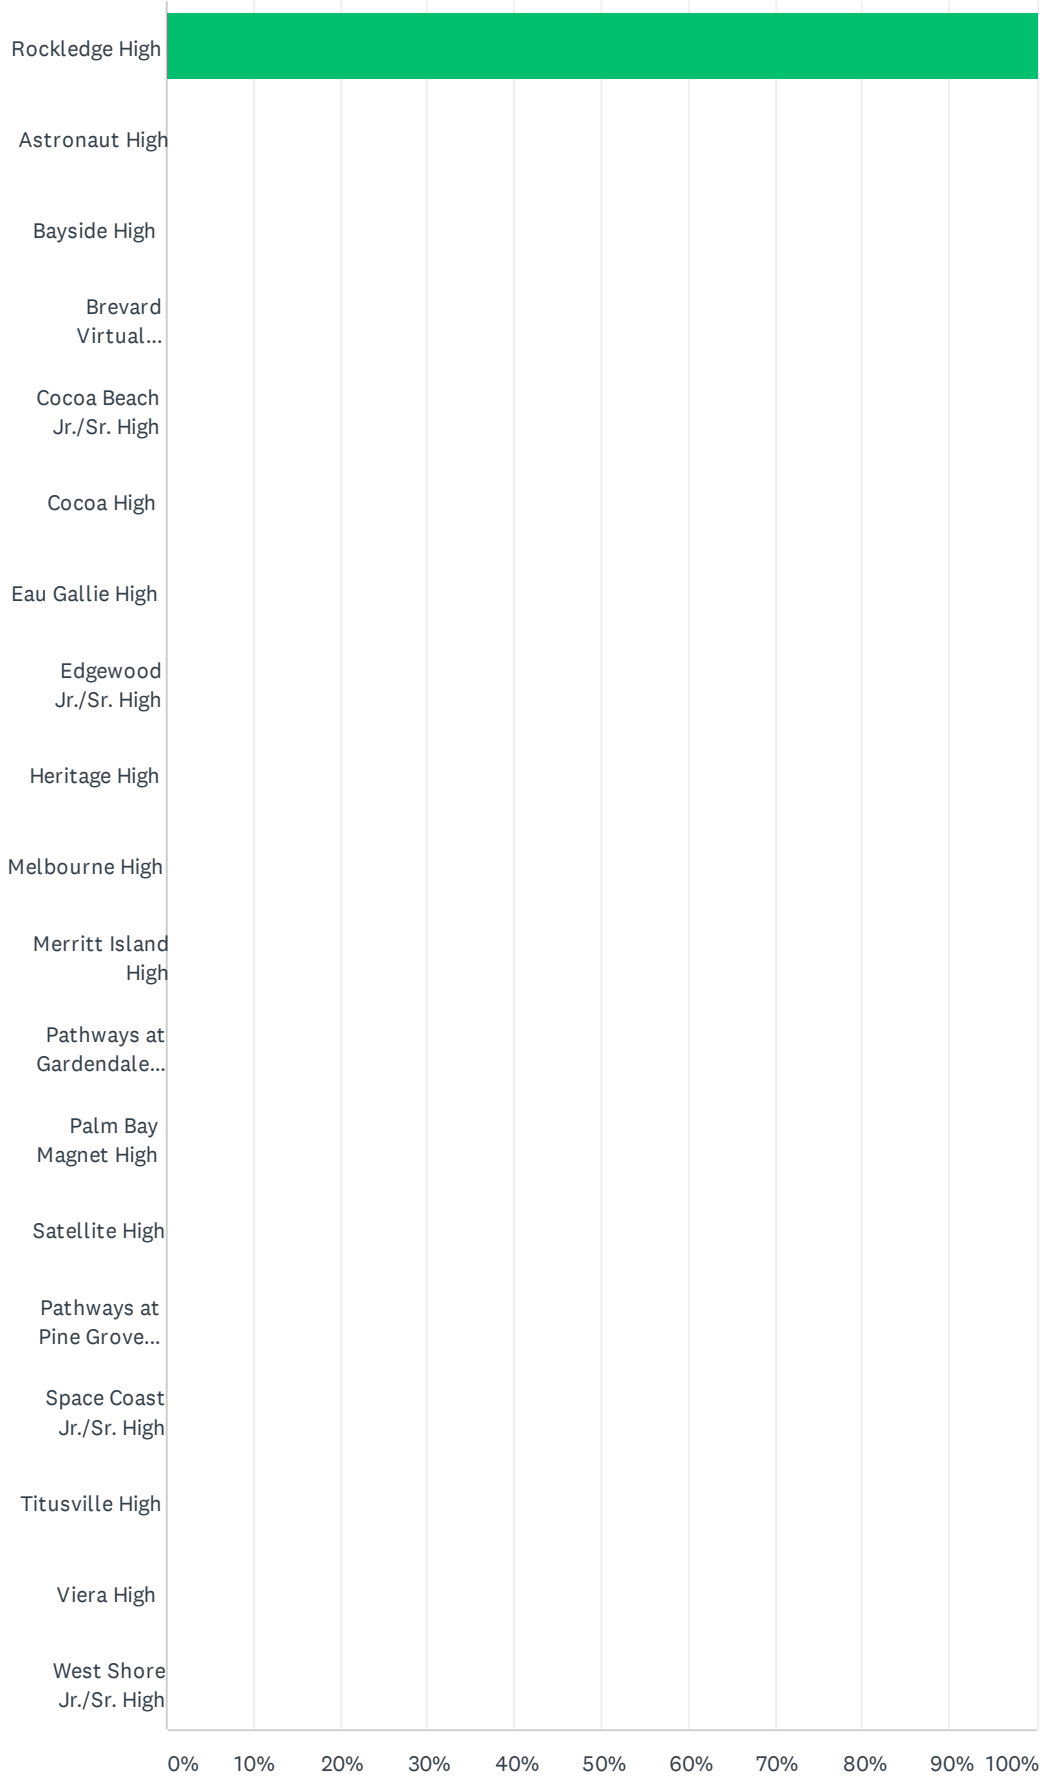 Rockledge High
Astronaut High
Bayside High
Brevard
Virtual...
Cocoa Beach
Jr./Sr. High
Cocoa High
Eau Gallie High
Edgewood
Jr./Sr. High
Heritage High
Melbourne High
Merritt Island
High
Pathways at
Gardendale...
Palm Bay
Magnet High
Satellite High
Pathways at
Pine Grove...
Space Coast
Jr./Sr. High
Titusville High
Viera High
West Shore
Jr./Sr. High
0% 10% 20% 30% 40% 50% 60% 70% 80% 90% 100%